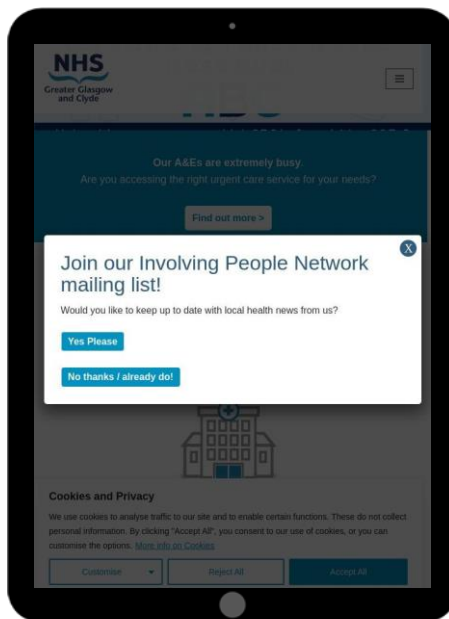 NHS
Greater Glasgow
and Clyde
ABC
Our A&Es are extremely busy.
Are you accessing the right urgent care service for your needs?
Find out more >
X
Join our Involving People Network
mailing list!
Would you like to keep up to date with local health news from us?
Yes Please
No thanks / already do!
Cookies and Privacy
We use cookies to analyse traffic to our site and to enable certain functions. These do not collect
personal information. By clicking "Accept All", you consent to our use of cookies, or you can
customise the options. More info on Cookies
Customise
Reject All
Accept All